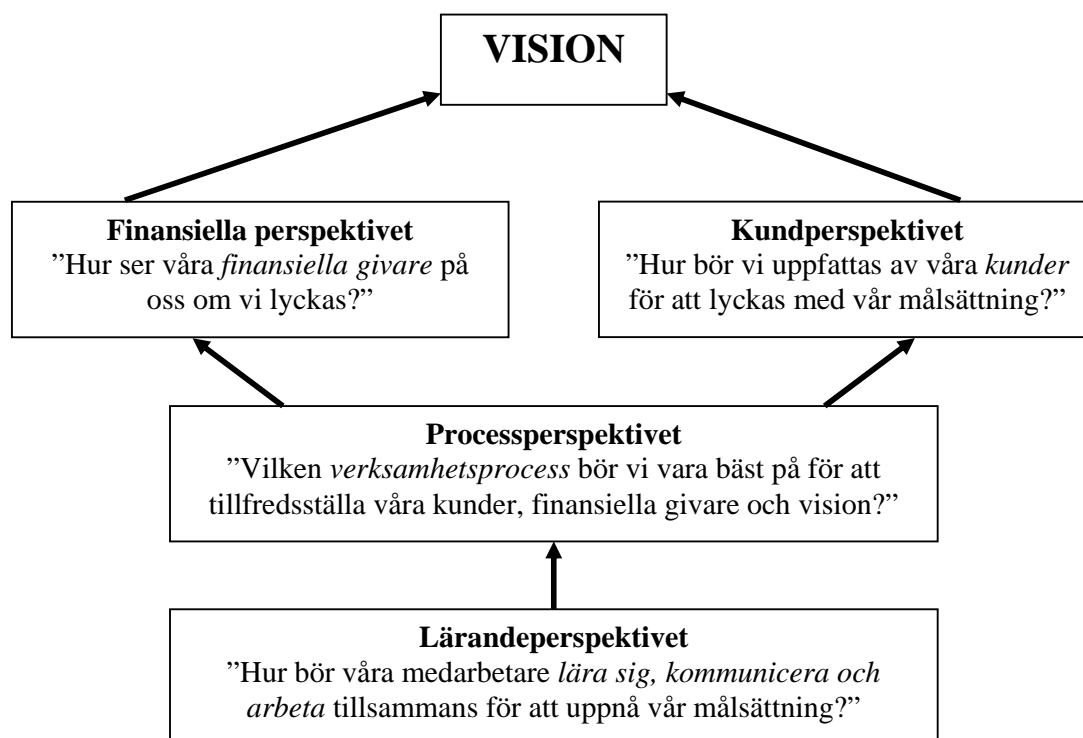 VISION
Finansiella perspektivet
”Hur ser våra finansiella givare på
oss om vi lyckas?”
Kundperspektivet
”Hur bör vi uppfattas av våra kunder
för att lyckas med vår målsättning?”
Processperspektivet
”Vilken verksamhetsprocess bör vi vara bäst på för att
tillfredsställa våra kunder, finansiella givare och vision?”
Lärandeperspektivet
”Hur bör våra medarbetare lära sig, kommunicera och
arbeta tillsammans för att uppnå vår målsättning?”